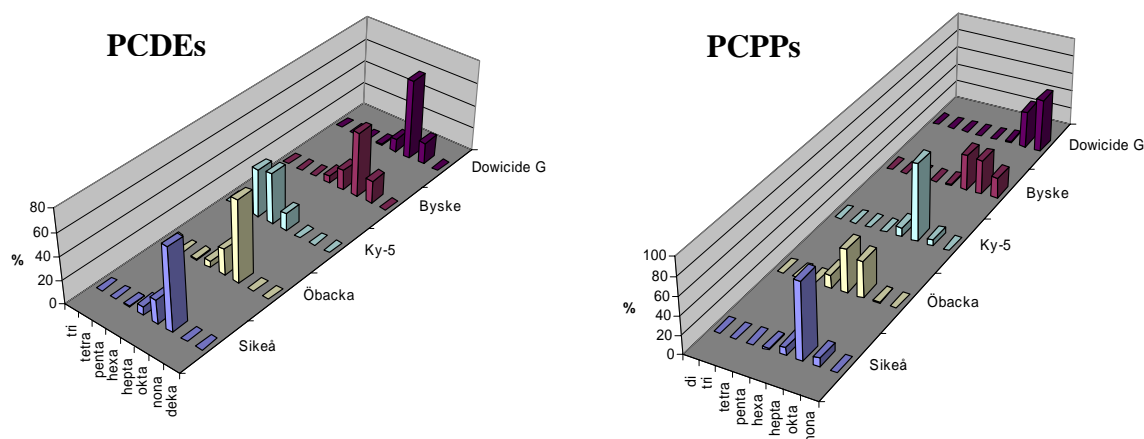 PCDEs
80
60
40
20
0
%
tri
tetra
penta
hexa
hepta
okta
nona
deka
Sikeå
Öbacka
Ky-5
Byske
Dowicide G
PCPPs
100
80
60
40
20
0
%
di
tri
tetra
penta
hexa
hepta
okta
nona
Sikeå
Öbacka
Ky-5
Byske
Dowicide G